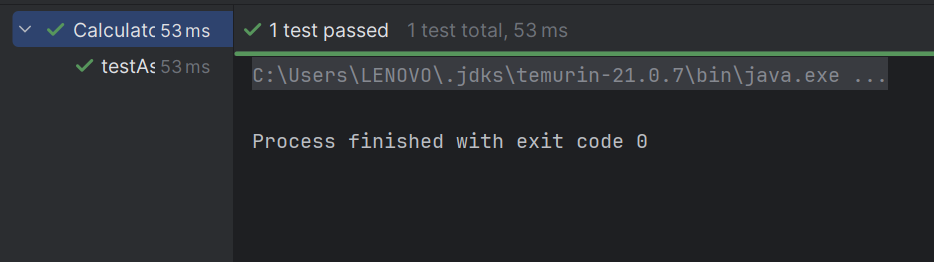 Calculato 53 ms
testAs 53 ms
1 test passed 1 test total, 53 ms
C:\Users\LENOVO\.jdks\temurin-21.0.7\bin\java.exe ...
Process finished with exit code 0